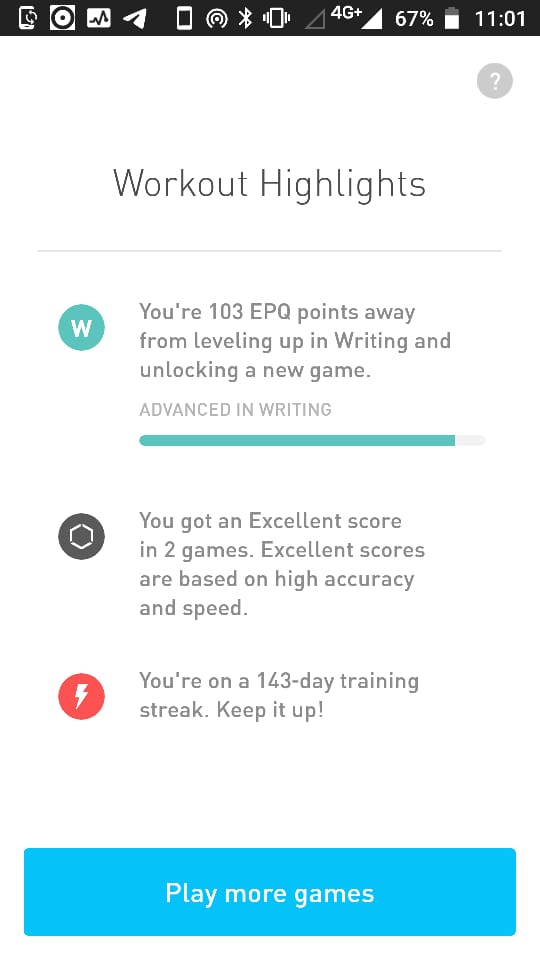 4G+ 67% 11:01
?
Workout Highlights
W
You're 103 EPQ points away
from leveling up in Writing and
unlocking a new game.
ADVANCED IN WRITING
You got an Excellent score
in 2 games. Excellent scores
are based on high accuracy
and speed.
You're on a 143-day training
streak. Keep it up!
Play more games